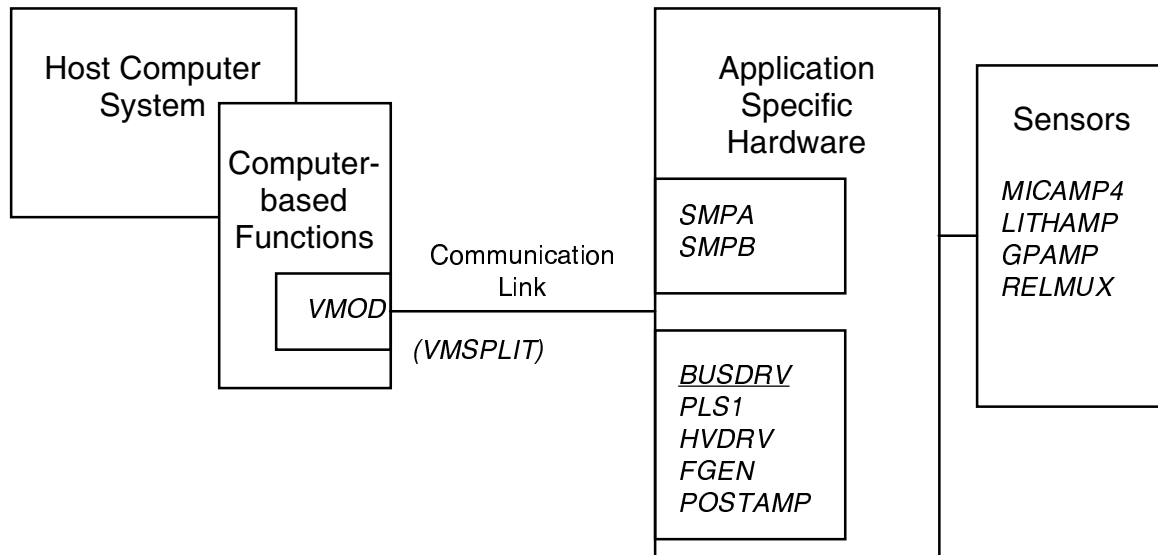 Host Computer
System
Computer-
based
Functions
VMOD
Communication
Link
(VMSPLIT)
Application
Specific
Hardware
SMPA
SMPB
BUSDRV
PLS1
HVDRV
FGEN
POSTAMP
Sensors
MICAMP4
LITHAMP
GPAMP
RELMUX